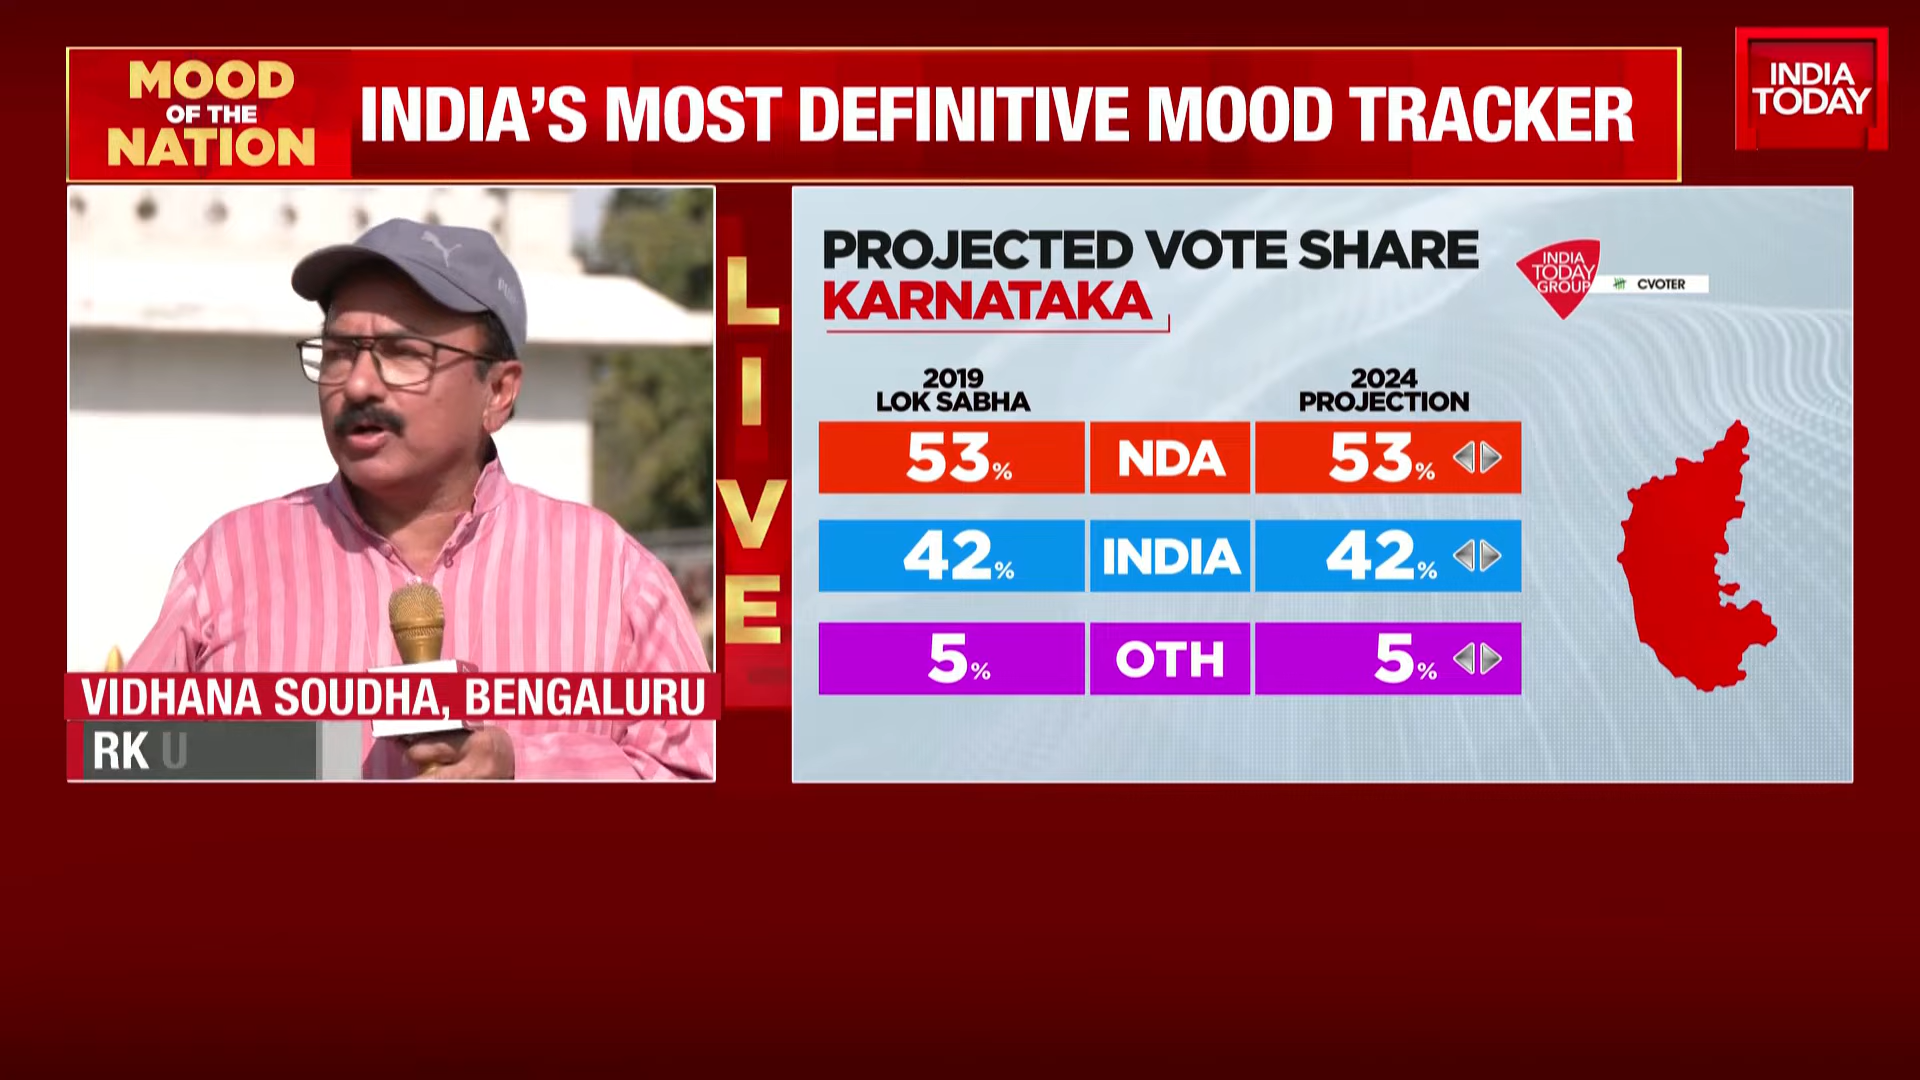 MOOD
OF THE
NATION
INDIA'S MOST DEFINITIVE MOOD TRACKER
INDIA
TODAY
LIVE
PROJECTED VOTE SHARE
KARNATAKA
INDIA
TODAY
GROUP
CVOTER
2019
LOK SABHA
2024
PROJECTION
53% NDA 53%
42% INDIA 42%
5% OTH 5%
VIDHANA SOUDHA, BENGALURU
RK U